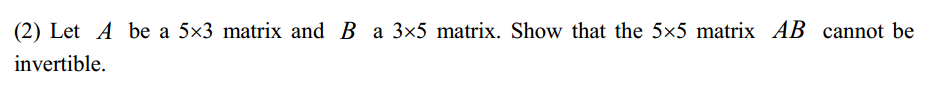 (2) Let A be a 5×3 matrix and B a 3×5 matrix. Show that the 5×5 matrix AB cannot be
invertible.